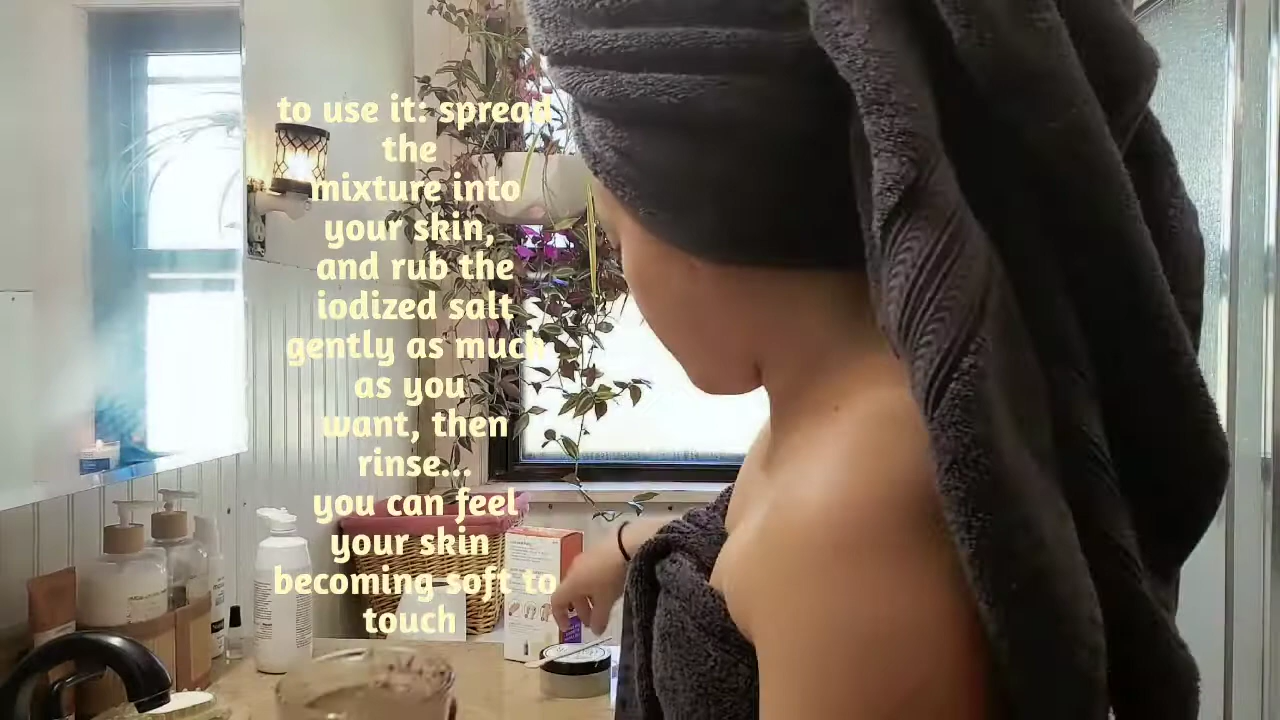 to use it: spread
the
mixture into
your skin,
and rub the
iodized salt
gently as much
as you
want, then
rinse...
you can feel
your skin
becoming soft to
touch